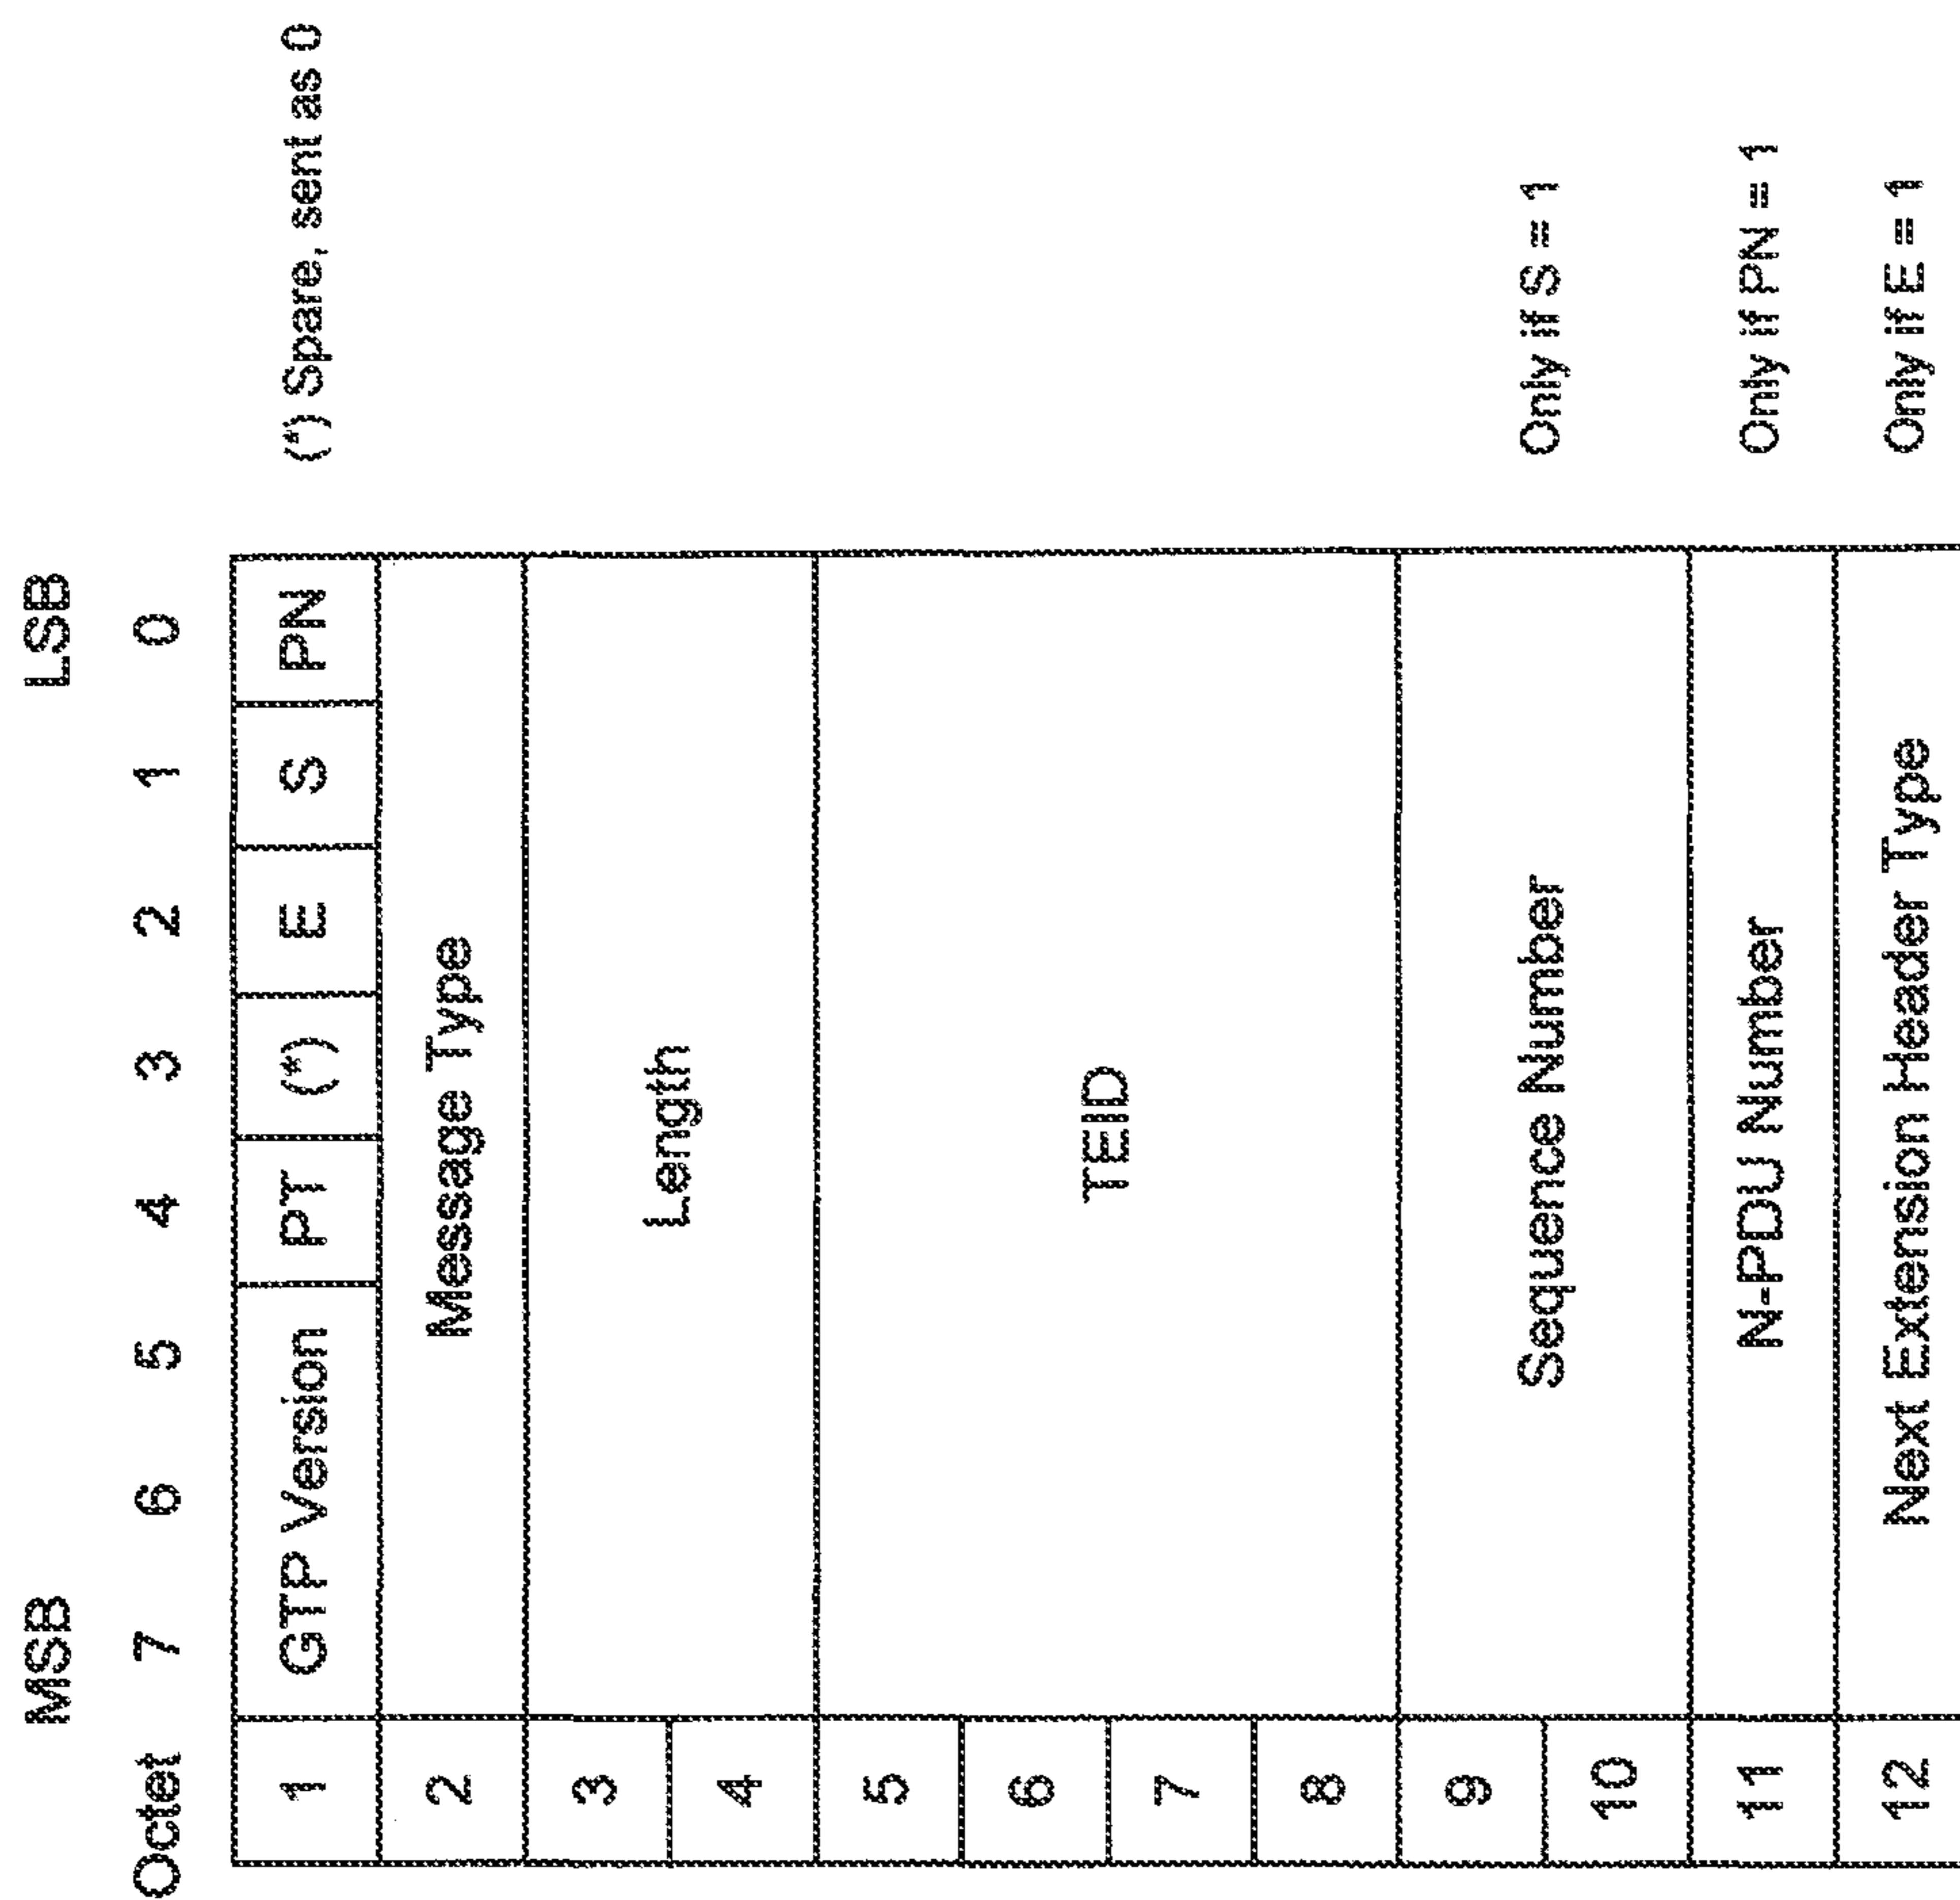 MSB LSB
Octet 7 6 5 4 3 2 1 0
1 GTP Version PT (*) E S PN (*) Spare, sent as 0
2 Message Type
3 Length
4
5 TEID
6
7
8
9 Sequence Number Only if S = 1
10
11 N-PDU Number Only if PN = 1
12 Next Extension Header Type Only if E = 1